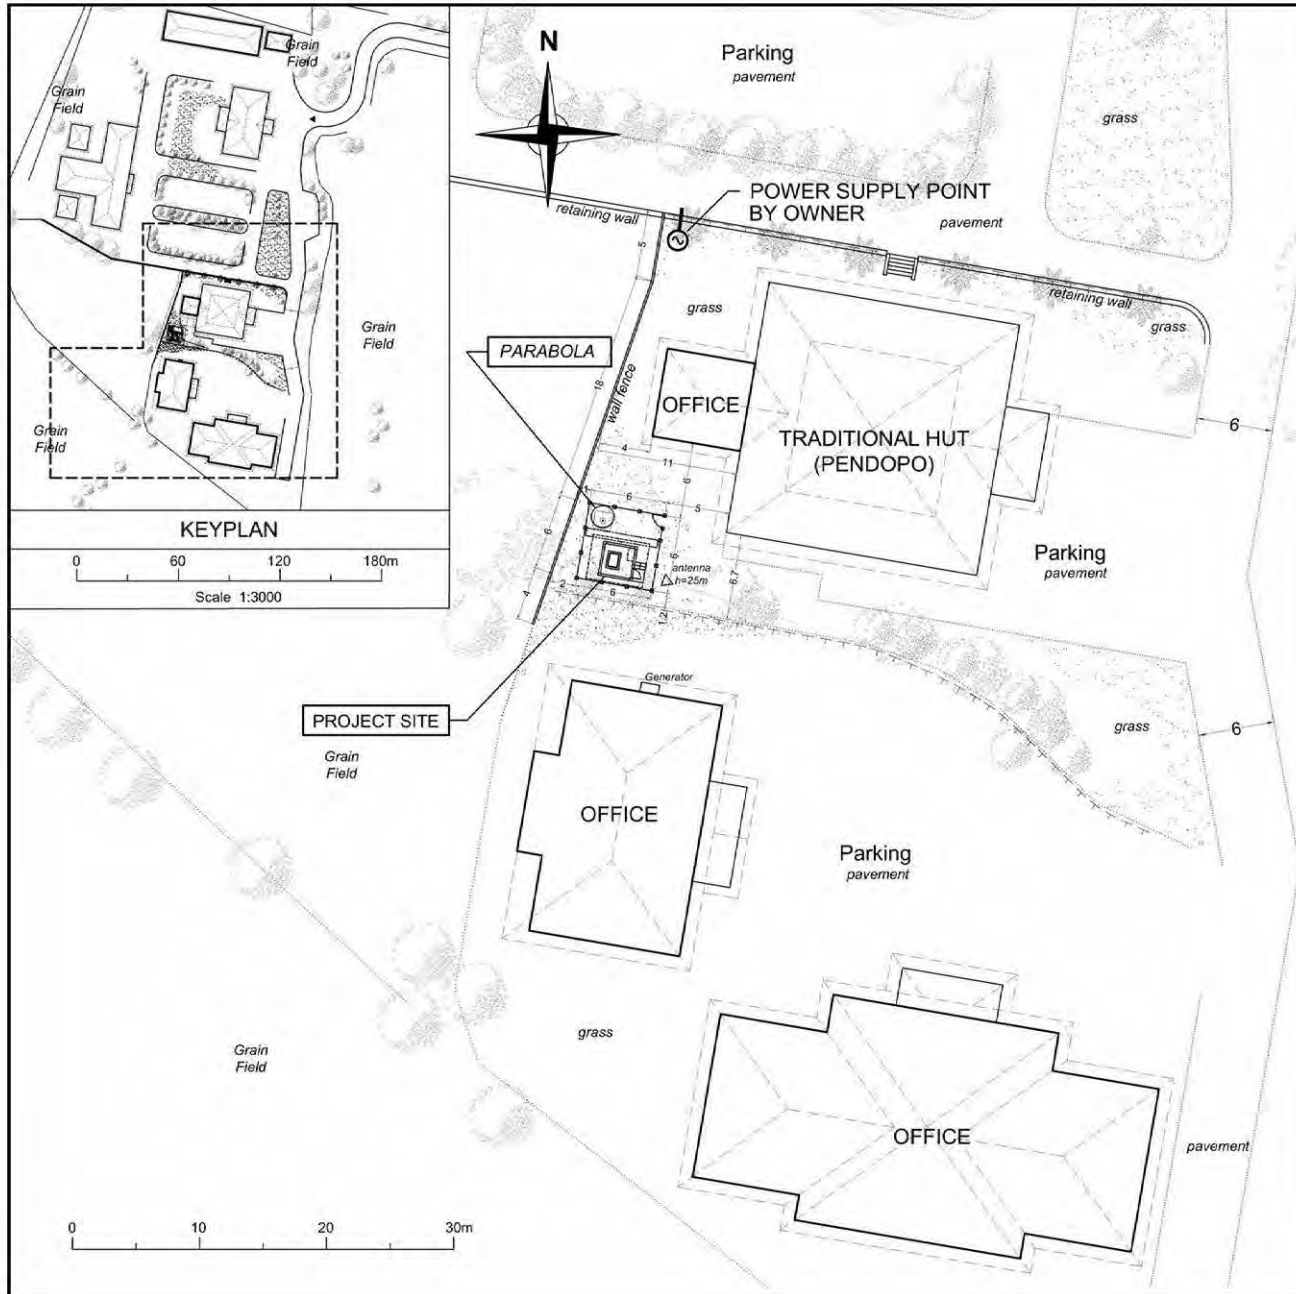 Grain
Field
Grain
Field
Grain
Field
Grain
Field
KEYPLAN
0 60 120 180m
Scale 1:3000
N
Parking
pavement
grass
POWER SUPPLY POINT
BY OWNER
pavement
retaining wall
retaining wall
grass
grass
5
PARABOLA
18
wall fence
OFFICE
TRADITIONAL HUT
(PENDOPO)
6
4
11
6
1
6
5
6
6
antenna
h=25m
6.7
2
6
4
1.2
Parking
pavement
Generator
PROJECT SITE
Grain
Field
grass
6
OFFICE
Parking
pavement
grass
Grain
Field
OFFICE
pavement
0 10 20 30m